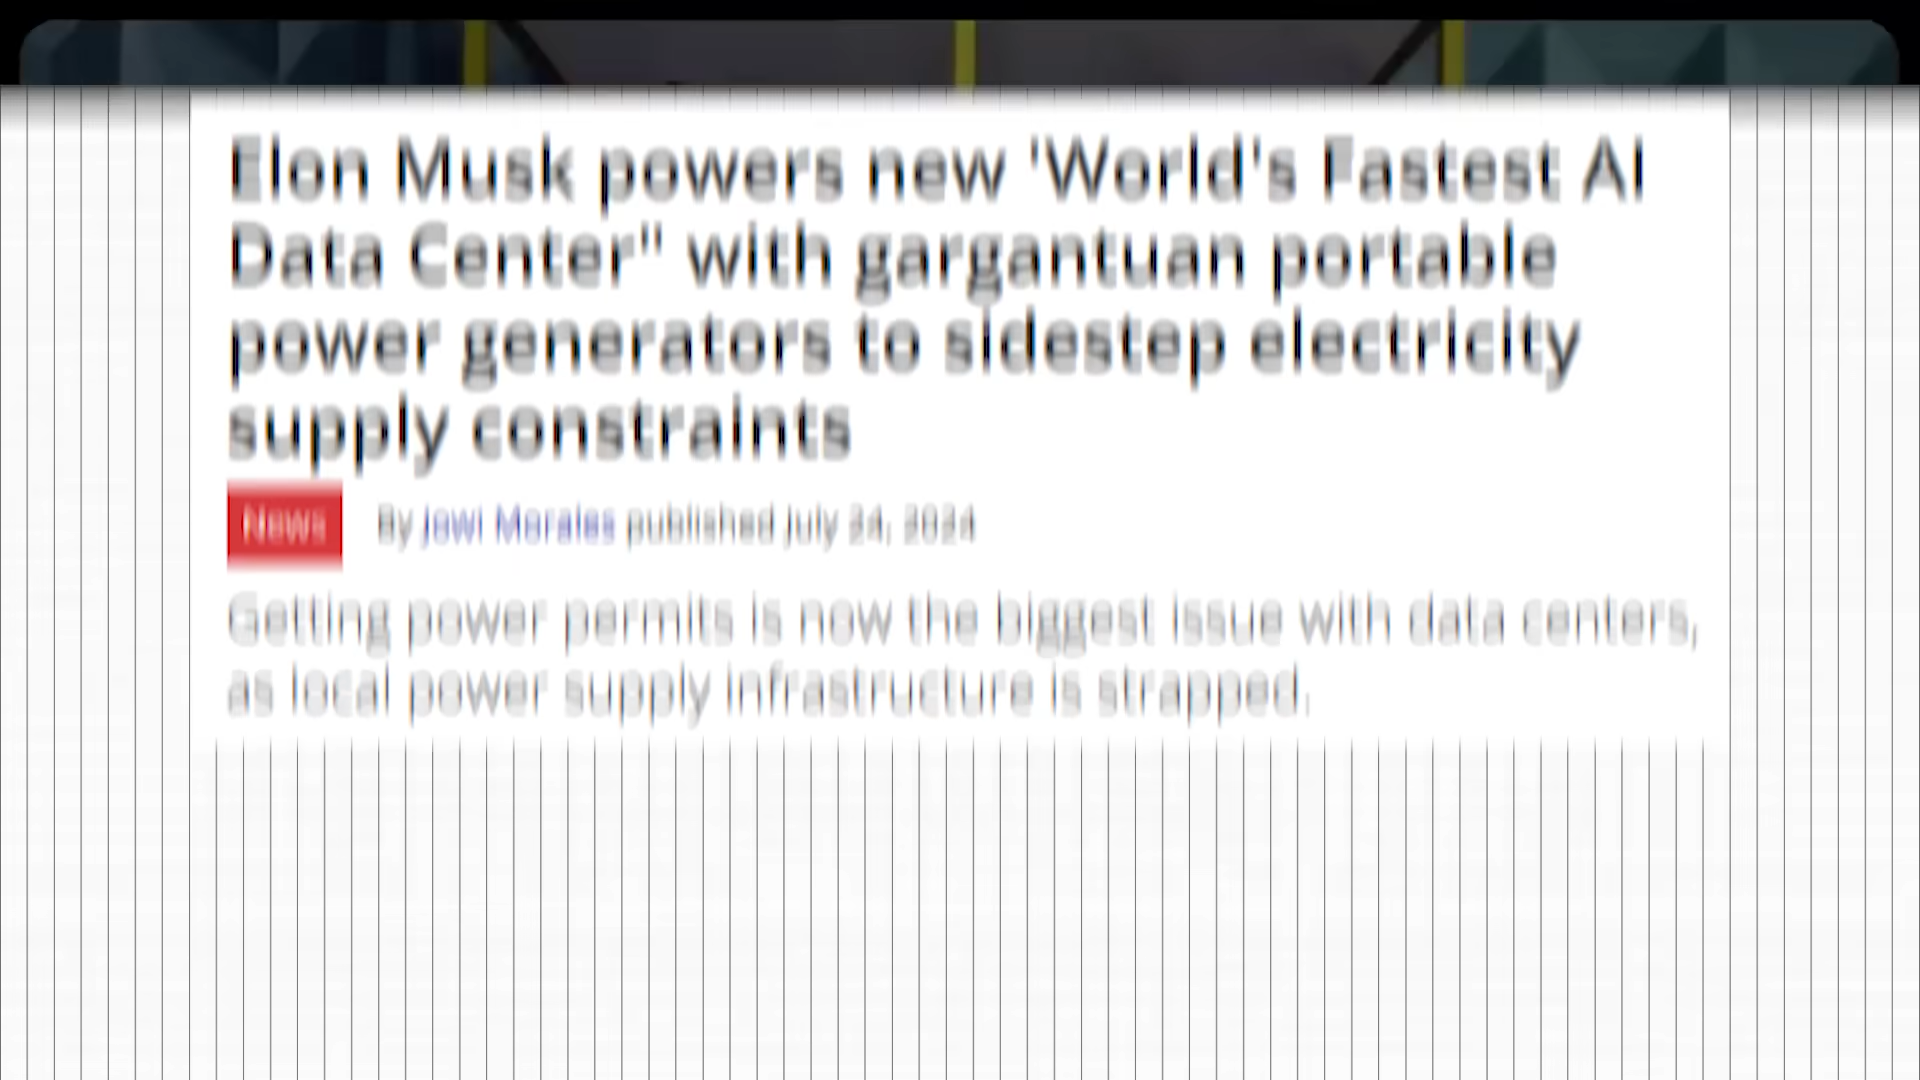 Elon Musk powers new 'World's Fastest AI
Data Center" with gargantuan portable
power generators to sidestep electricity
supply constraints
News By Jowi Morales published July 24, 2024
Getting power permits is now the biggest issue with data centers,
as local power supply infrastructure is strapped.